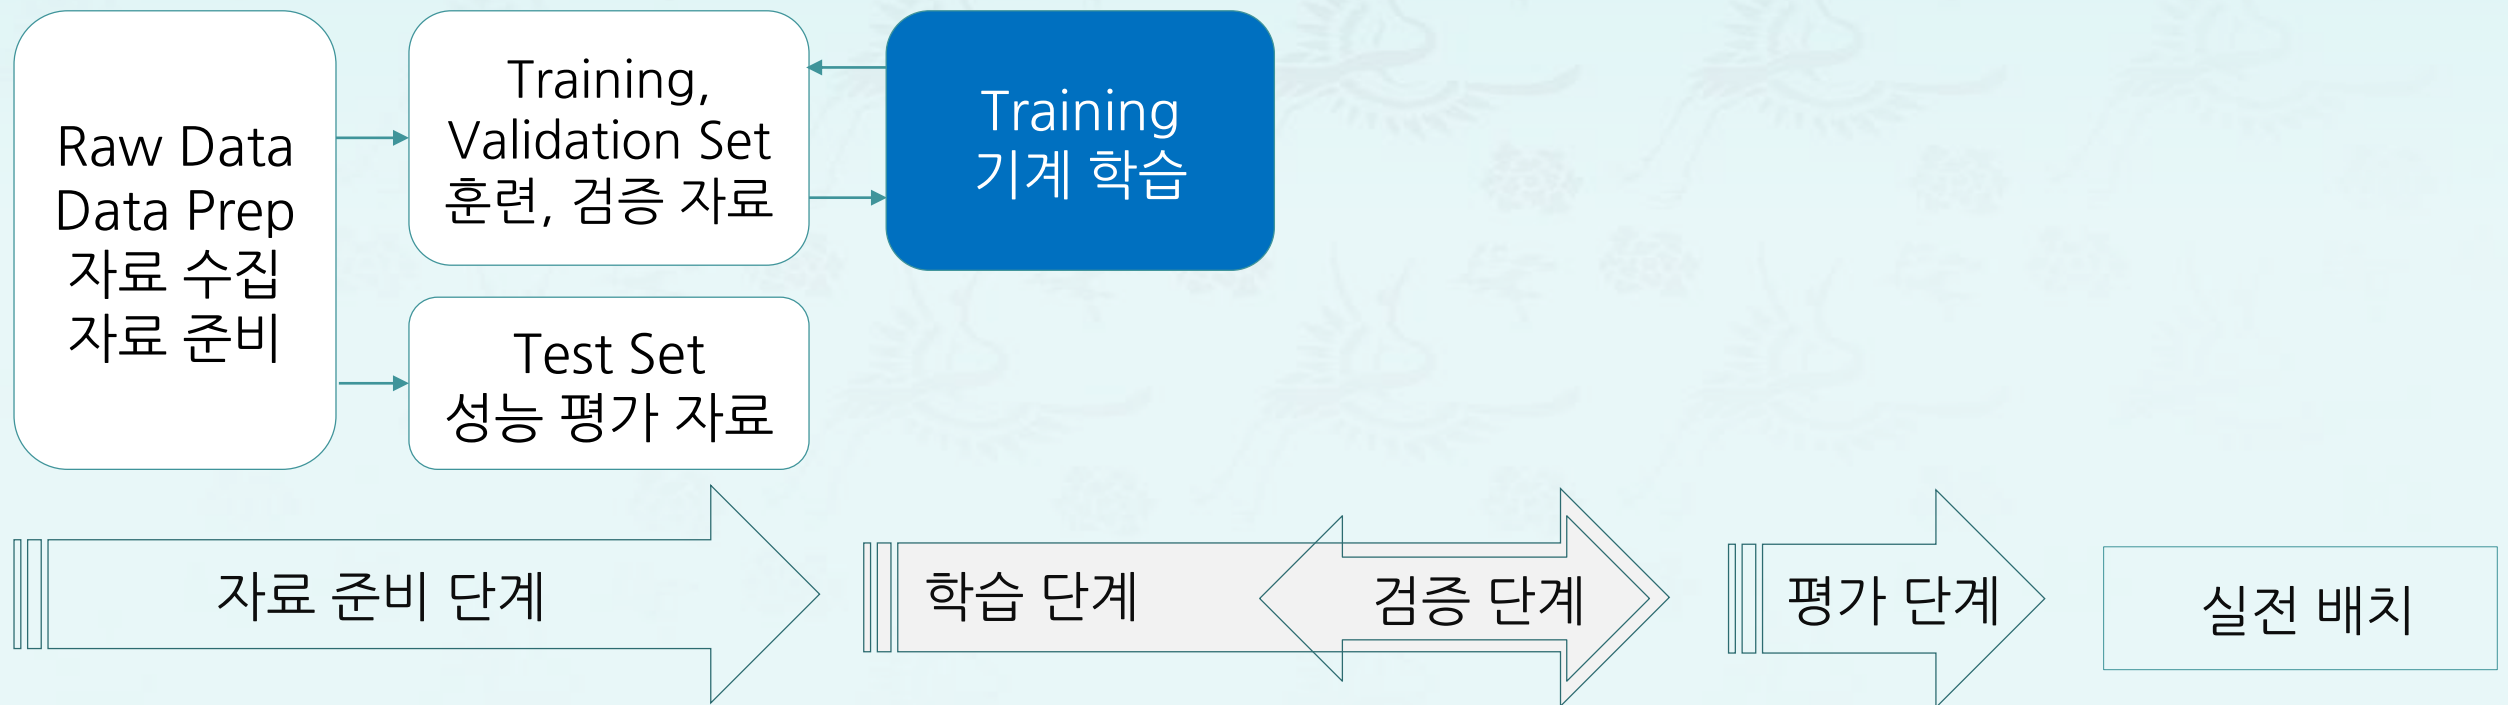 Raw Data
Data Prep
자료 수집
자료 준비
Training,
Validation Set
훈련, 검증 자료
Test Set
성능 평가 자료
Training
기계 학습
자료 준비 단계
학습 단계
검증 단계
평가 단계
실전 배치